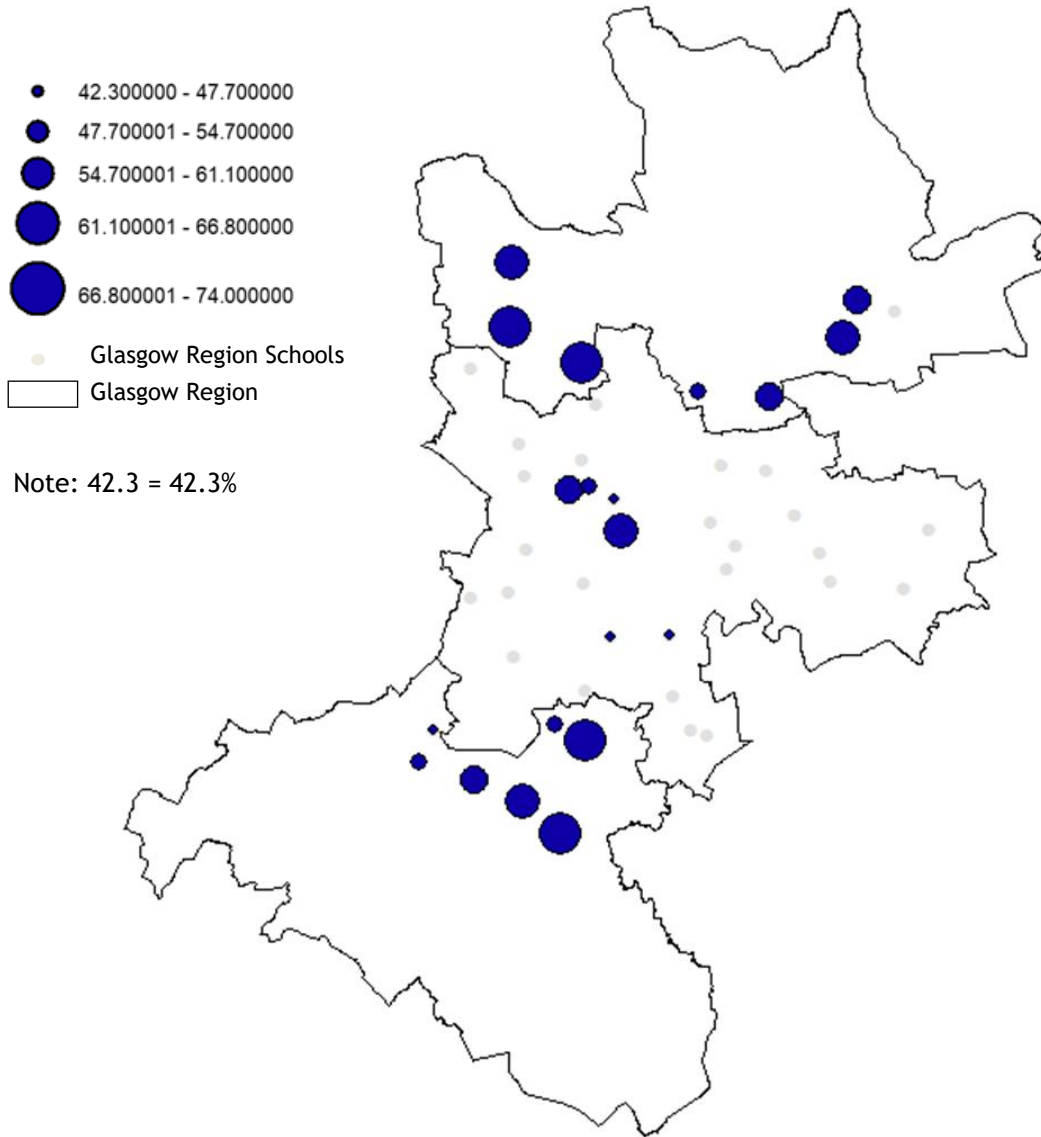 42.300000 - 47.700000
47.700001 - 54.700000
54.700001 - 61.100000
61.100001 - 66.800000
66.800001 - 74.000000
Glasgow Region Schools
Glasgow Region
Note: 42.3 = 42.3%